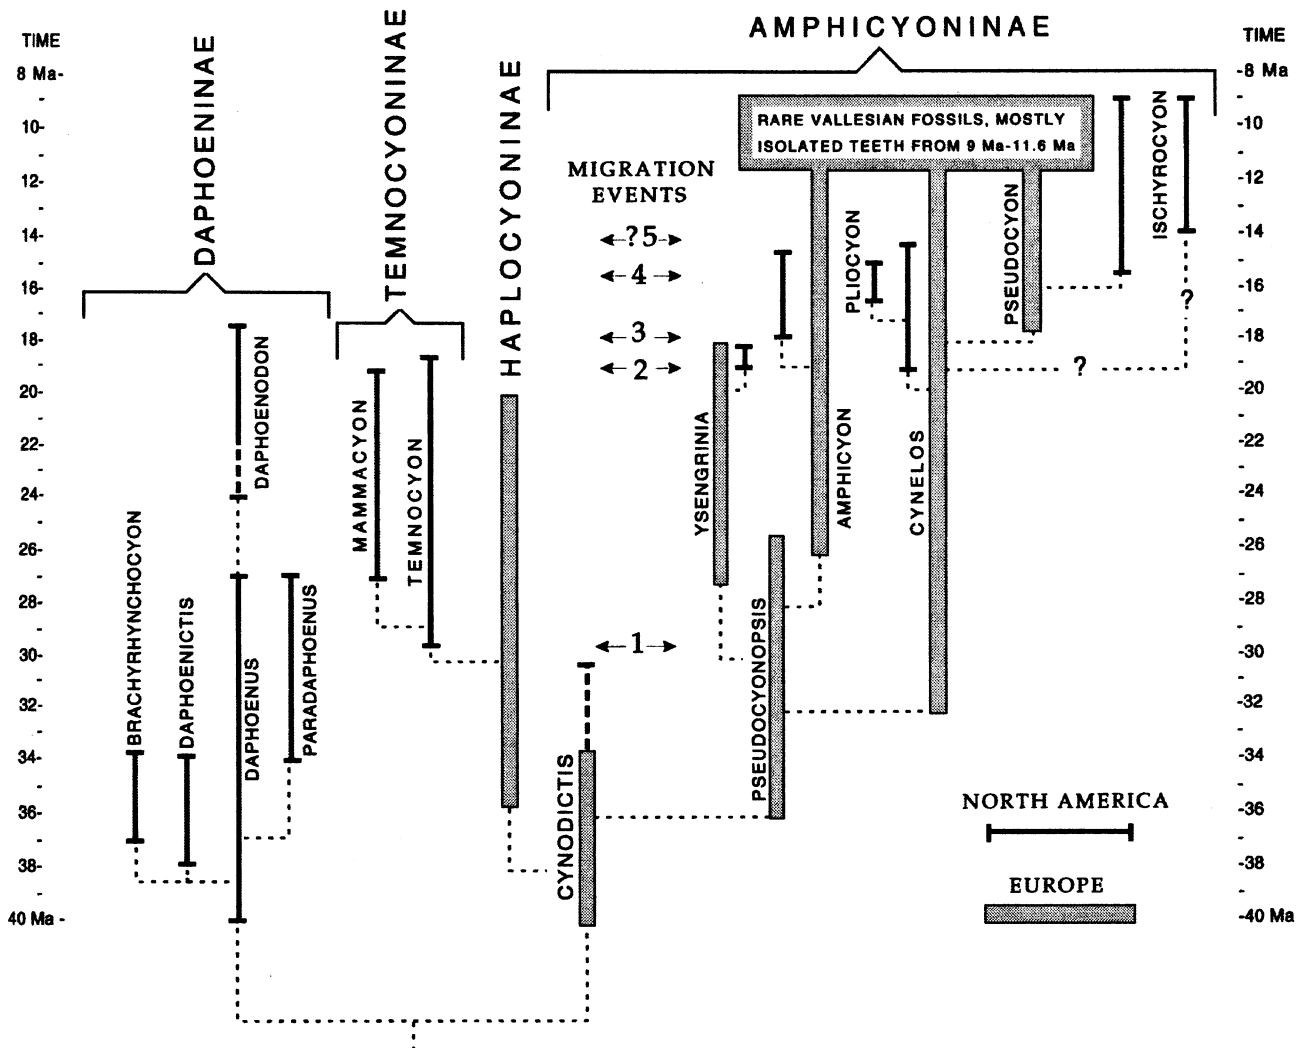 TIME
8 Ma-
10-
12-
14-
16-
18-
20-
22-
24-
26-
28-
30-
32-
34-
36-
38-
40 Ma -
DAPHOENINAE
TEMNOCYONINAE
HAPLOCYONINAE
AMPHICYONINAE
RARE VALLESIAN FOSSILS, MOSTLY
ISOLATED TEETH FROM 9 Ma-11.6 Ma
MIGRATION
EVENTS
?5
4
3
2
1
BRACHYRHYNCHOCYON
DAPHOENICTIS
DAPHOENODON
DAPHOENUS
PARADAPHOENUS
MAMMACYON
TEMNOCYON
CYNODICTIS
YSENGRINIA
PSEUDOCYONOPSIS
AMPHICYON
PLIOCYON
CYNELOS
PSEUDOCYON
ISCHYROCYON
?
?
NORTH AMERICA
EUROPE
TIME
-8 Ma
-10
-12
-14
-16
-18
-20
-22
-24
-26
-28
-30
-32
-34
-36
-38
-40 Ma